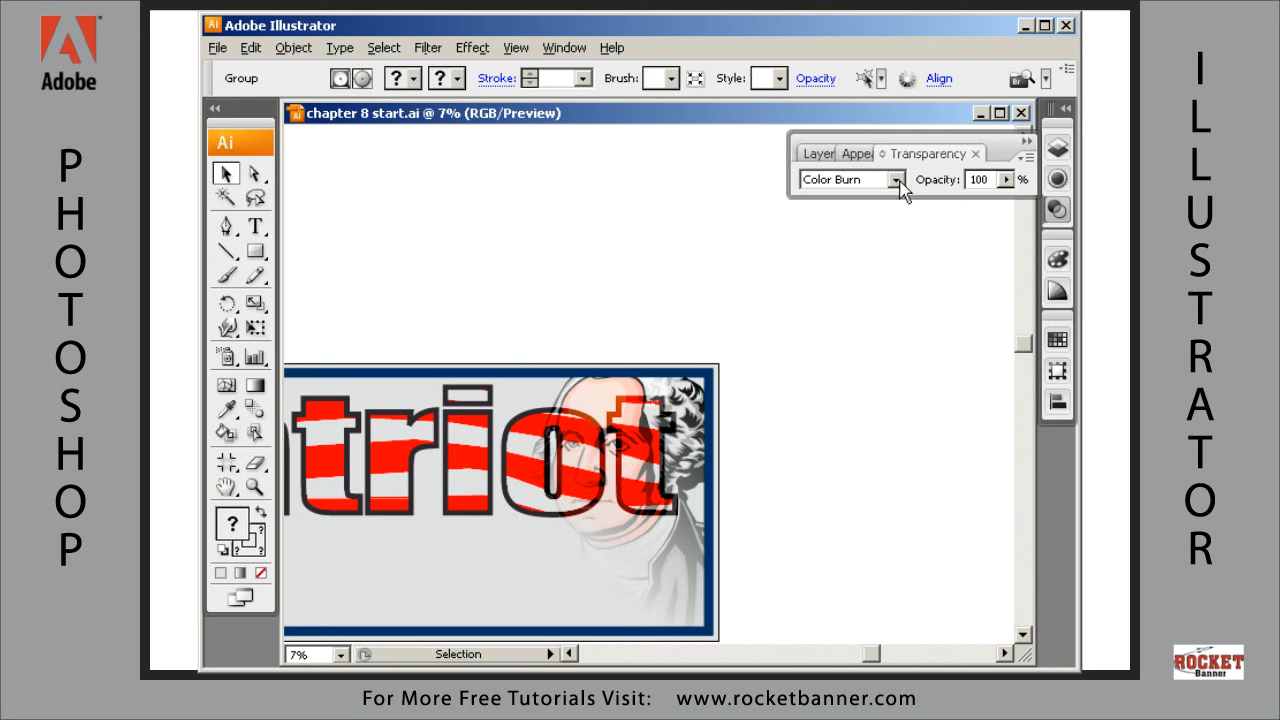 Adobe
PHOTOSHOP
Ai Adobe Illustrator
File Edit Object Type Select Filter Effect View Window Help
Group ? ? Stroke: Brush: Style: Opacity Align
chapter 8 start.ai @ 7% (RGB/Preview)
Ai
Layer Appea Transparency
Color Burn Opacity: 100 %
T
triot
?
?
?
7% Selection
ILLUSTRATOR
ROCKET
Banner
For More Free Tutorials Visit: www.rocketbanner.com